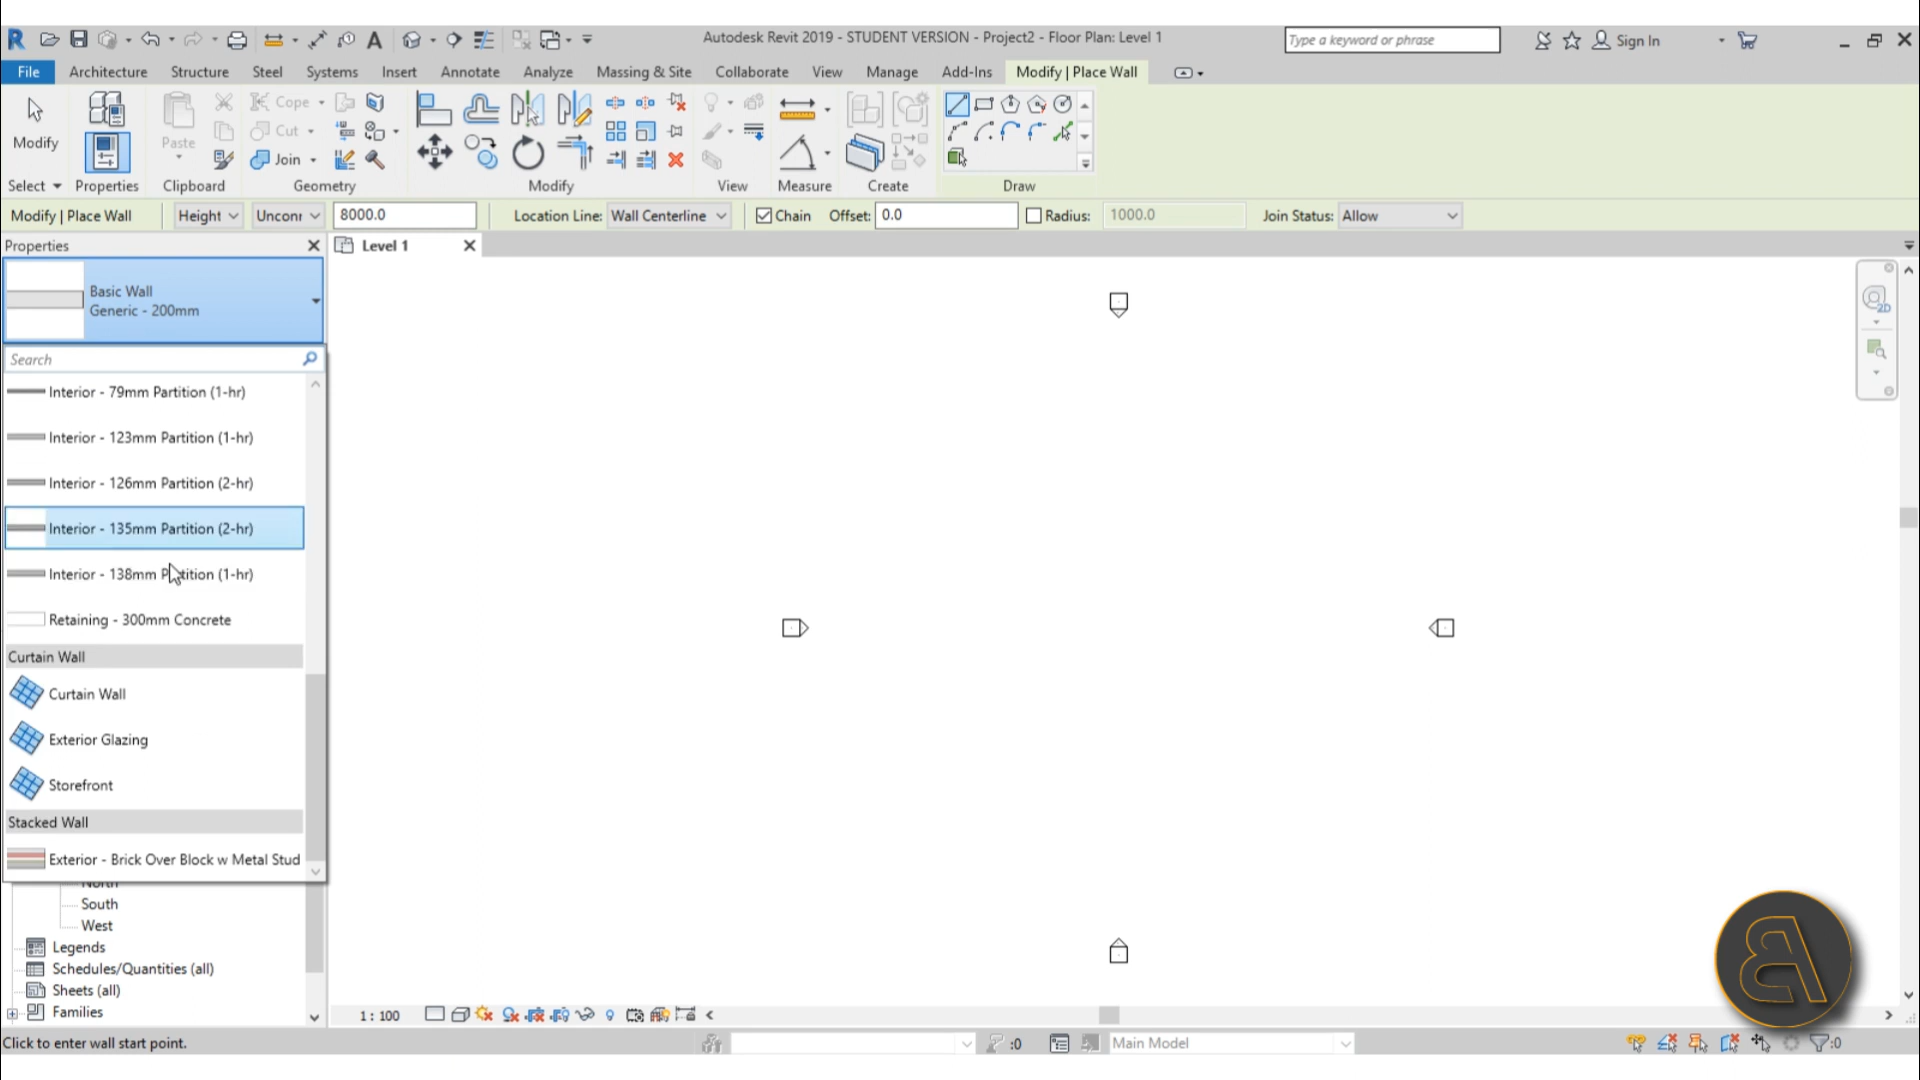 Autodesk Revit 2019 - STUDENT VERSION - Project2 - Floor Plan: Level 1
Type a keyword or phrase
Sign In
File
Architecture
Structure
Steel
Systems
Insert
Annotate
Analyze
Massing & Site
Collaborate
View
Manage
Add-Ins
Modify | Place Wall
Modify
Paste
Cope
Cut
Join
Select
Properties
Clipboard
Geometry
Modify
View
Measure
Create
Draw
Modify | Place Wall
Height
Unconr
8000.0
Location Line: Wall Centerline
Chain
Offset: 0.0
Radius: 1000.0
Join Status: Allow
Properties
Level 1
Basic Wall
Generic - 200mm
Search
Interior - 79mm Partition (1-hr)
Interior - 123mm Partition (1-hr)
Interior - 126mm Partition (2-hr)
Interior - 135mm Partition (2-hr)
Interior - 138mm Partition (1-hr)
Retaining - 300mm Concrete
Curtain Wall
Curtain Wall
Exterior Glazing
Storefront
Stacked Wall
Exterior - Brick Over Block w Metal Stud
North
South
West
Legends
Schedules/Quantities (all)
Sheets (all)
Families
2D
1 : 100
Click to enter wall start point.
:0
Main Model
:0